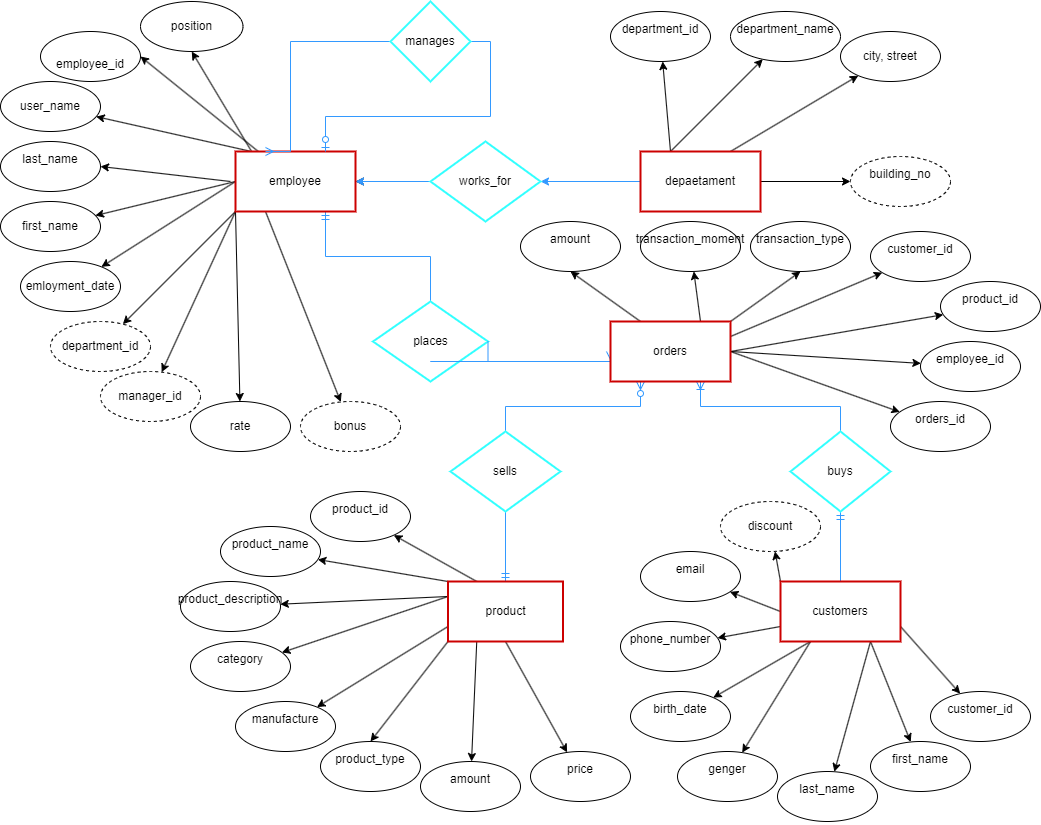 position
manages
department_id
department_name
employee_id
city, street
user_name
last_name
employee
works_for
depaetament
building_no
first_name
amount
transaction_moment
transaction_type
customer_id
emloyment_date
product_id
department_id
places
orders
employee_id
manager_id
rate
bonus
orders_id
sells
buys
product_id
discount
product_name
email
product_description
product
customers
category
phone_number
manufacture
birth_date
customer_id
product_type
amount
price
genger
last_name
first_name